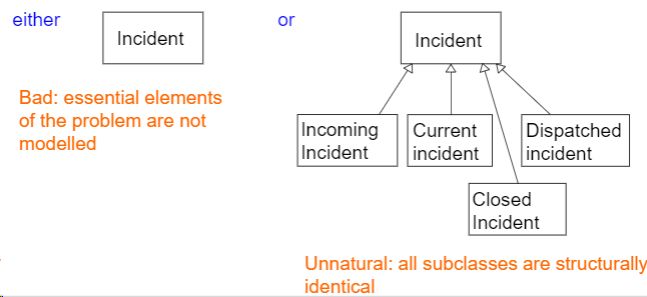 either
Incident
Bad: essential elements
of the problem are not
modelled
or
Incident
Incoming
Incident
Current
incident
Dispatched
incident
Closed
Incident
Unnatural: all subclasses are structurally
identical